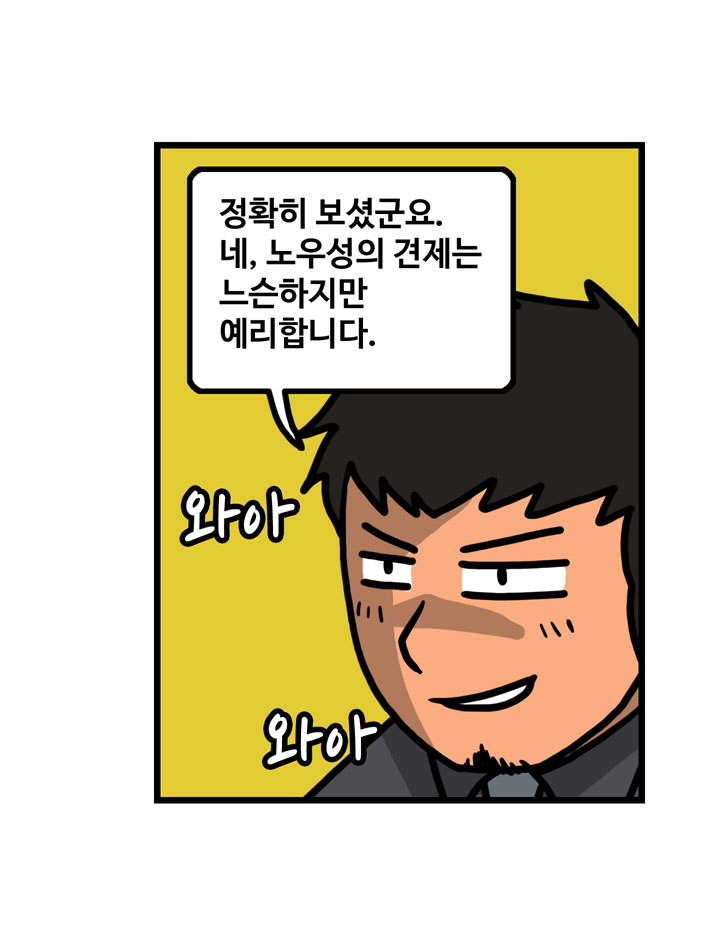 정확히 보셨군요.
네, 노우성의 견제는
느슨하지만
예리합니다.
와아
와아